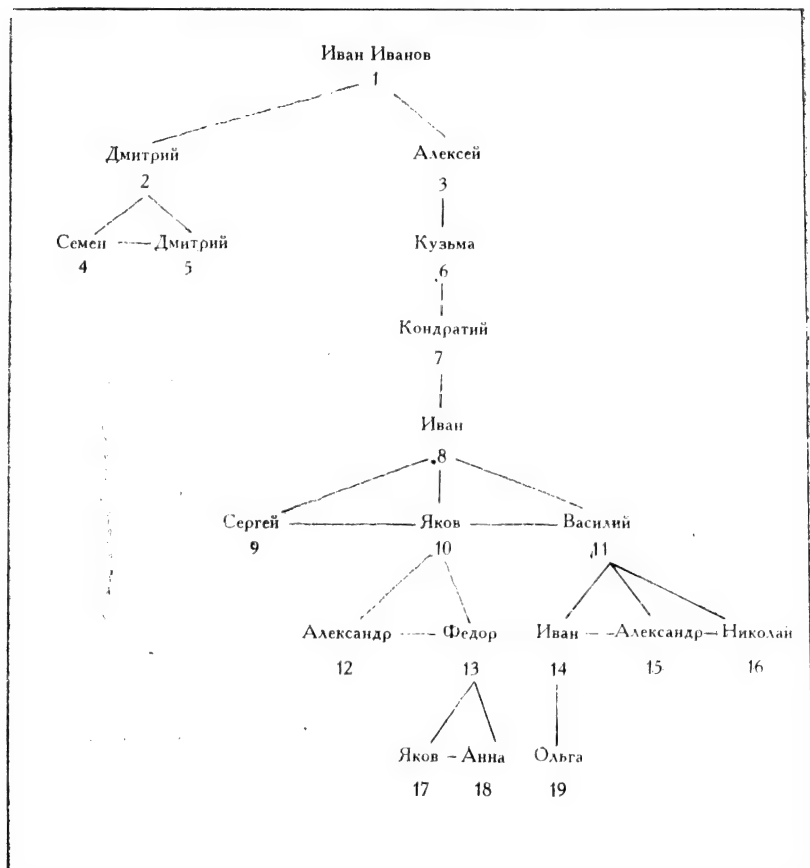 Иван Иванов
1
Дмитрий Алексей
2 3
Семен Дмитрий Кузьма
4 5 6
Кондратий
7
Иван
8
Сергей Яков Василий
9 10 11
Александр Федор Иван Александр Николай
12 13 14 15 16
Яков Анна Ольга
17 18 19